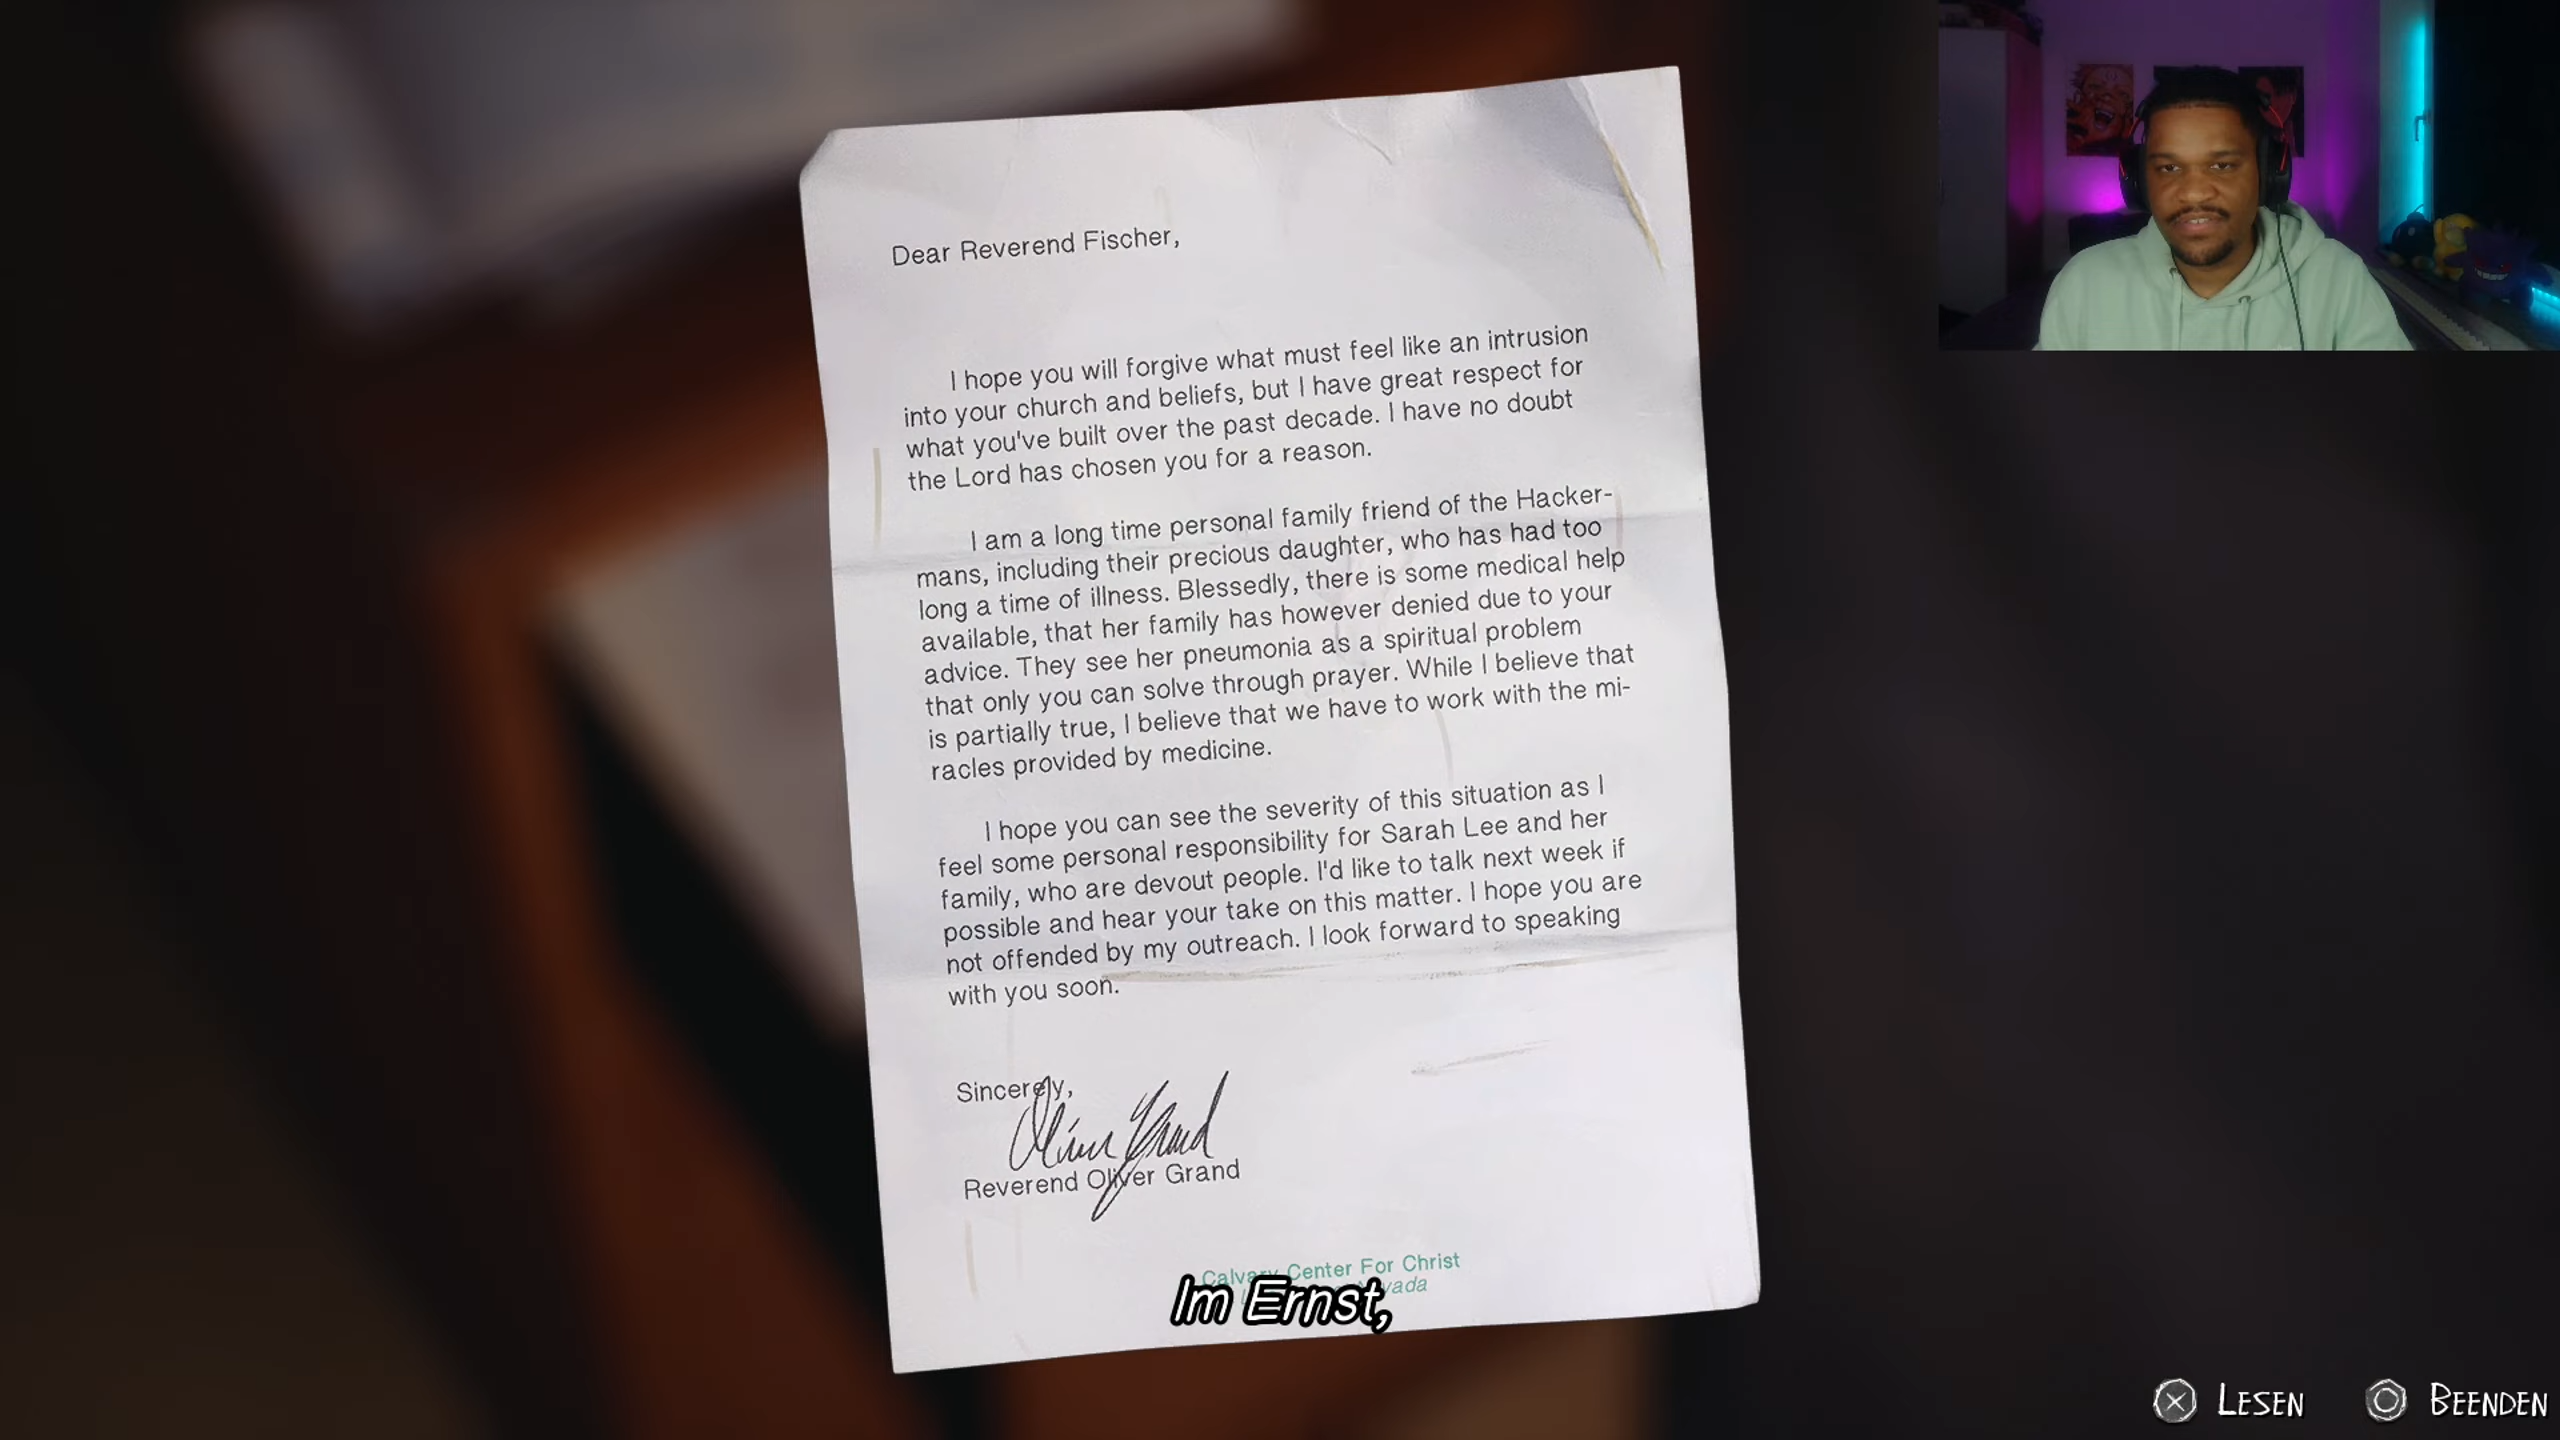 Dear Reverend Fischer,
I hope you will forgive what must feel like an intrusion
into your church and beliefs, but I have great respect for
what you've built over the past decade. I have no doubt
the Lord has chosen you for a reason.
I am a long time personal family friend of the Hacker-
mans, including their precious daughter, who has had too
long a time of illness. Blessedly, there is some medical help
available, that her family has however denied due to your
advice. They see her pneumonia as a spiritual problem
that only you can solve through prayer. While I believe that
is partially true, I believe that we have to work with the mi-
racles provided by medicine.
I hope you can see the severity of this situation as I
feel some personal responsibility for Sarah Lee and her
family, who are devout people. I'd like to talk next week if
possible and hear your take on this matter. I hope you are
not offended by my outreach. I look forward to speaking
with you soon.
Sincerely,
Oliver Grand
Reverend Oliver Grand
Calvary Center For Christ
Im Ernst,
LESEN
BEENDEN